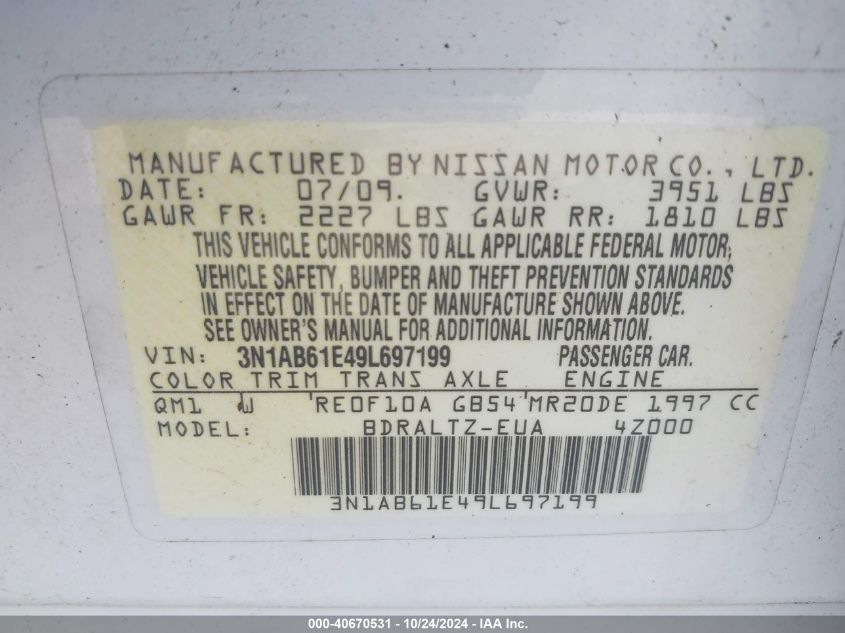 MANUFACTURED BY NISSAN MOTOR CO., LTD.
DATE: 07/09. GVWR: 3951 LBS
GAWR FR: 2227 LBS GAWR RR: 1810 LBS
THIS VEHICLE CONFORMS TO ALL APPLICABLE FEDERAL MOTOR,
VEHICLE SAFETY, BUMPER AND THEFT PREVENTION STANDARDS
IN EFFECT ON THE DATE OF MANUFACTURE SHOWN ABOVE.
SEE OWNER'S MANUAL FOR ADDITIONAL INFORMATION.
VIN: 3N1AB61E49L697199 PASSENGER CAR.
COLOR TRIM TRANS AXLE ENGINE
QM1 W RE0F10A GB54 MR20DE 1997 CC
MODEL: BDRALTZ-EUA 4Z000
3N1AB61E49L697199
000-40670531 - 10/24/2024 - IAA Inc.